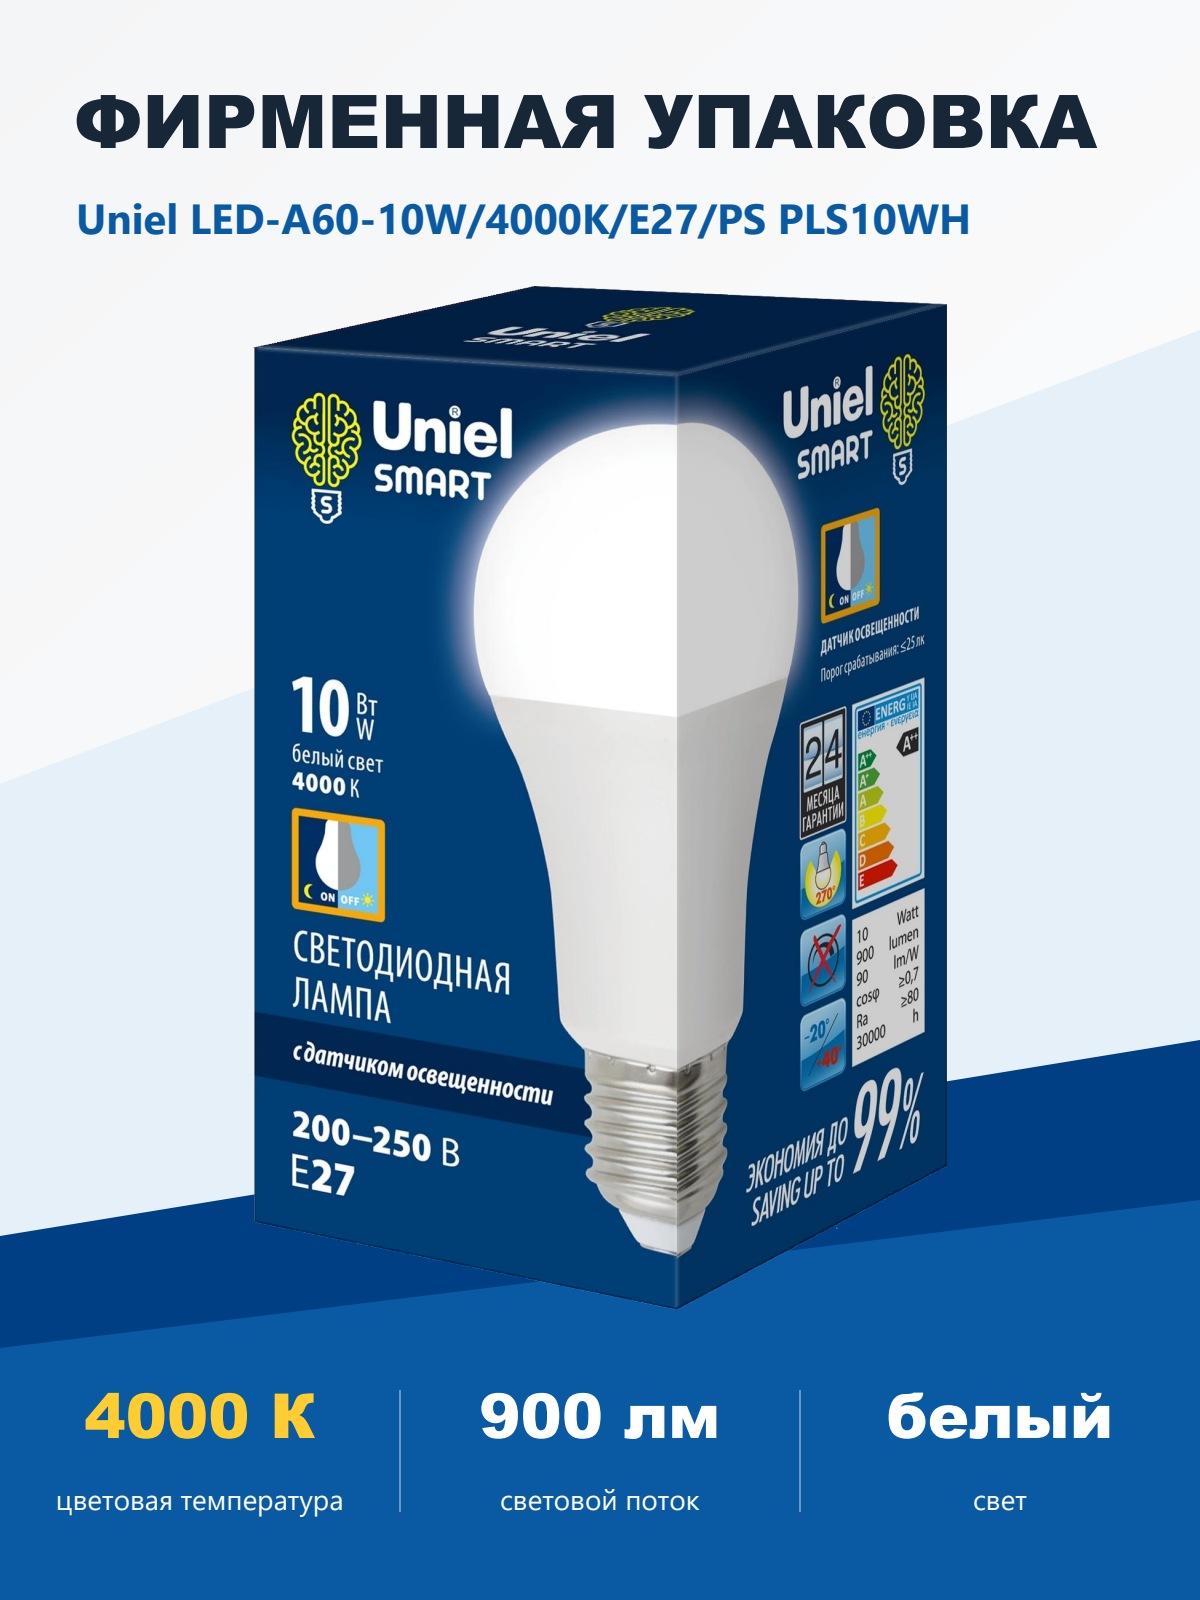 ФИРМЕННАЯ УПАКОВКА
Uniel LED-A60-10W/4000K/E27/PS PLS10WH
Uniel
SMART
Uniel®
SMART
S
10 Вт
W
белый свет
4000 К
ON OFF
СВЕТОДИОДНАЯ
ЛАМПА
с датчиком освещенности
200–250 В
E27
Uniel®
SMART
S
ON OFF
ДАТЧИК ОСВЕЩЕННОСТИ
Порог срабатывания: ≤25 лк
24
МЕСЯЦА
ГАРАНТИИ
270°
-20°
-40°
ENERG
енергия · ενεργεια
A++
A++
A+
A
B
C
D
E
10 Watt
900 lumen
90 lm/W
cosφ ≥0,7
Ra ≥80
30000 h
ЭКОНОМИЯ ДО
SAVING UP TO
99%
4000 К
цветовая температура
900 лм
световой поток
белый
свет